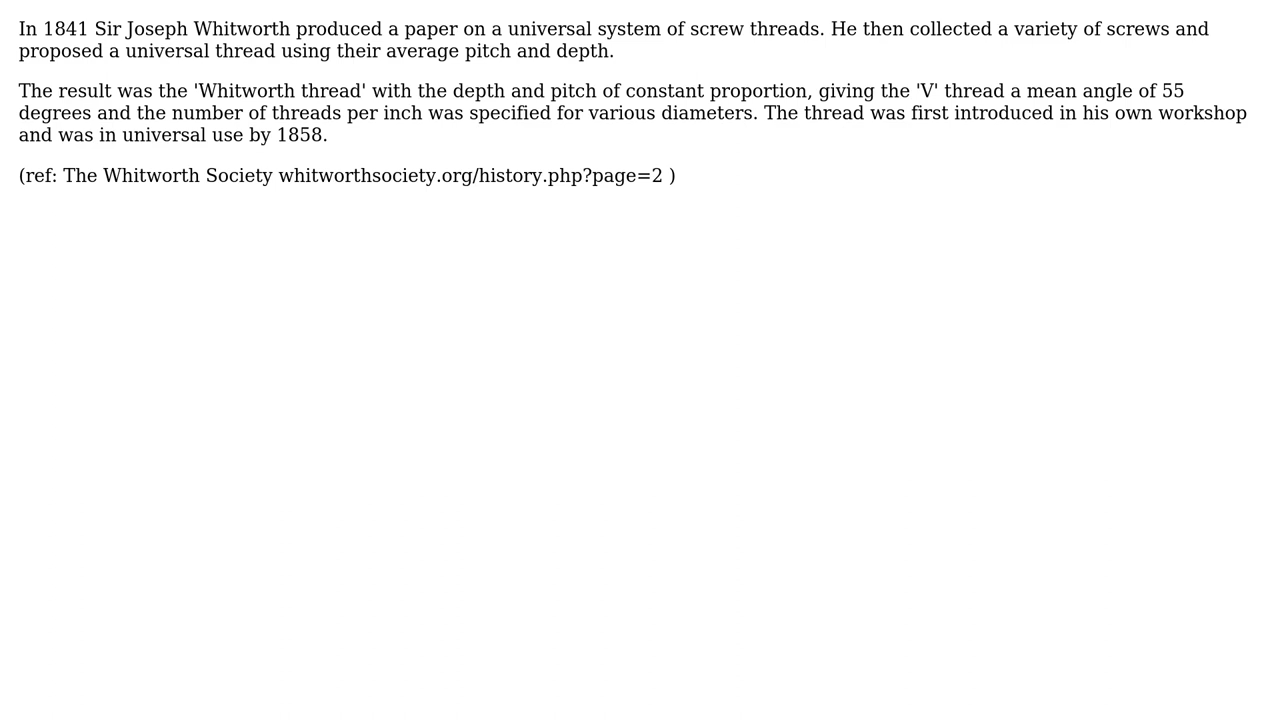 In 1841 Sir Joseph Whitworth produced a paper on a universal system of screw threads. He then collected a variety of screws and
proposed a universal thread using their average pitch and depth.
The result was the 'Whitworth thread' with the depth and pitch of constant proportion, giving the 'V' thread a mean angle of 55
degrees and the number of threads per inch was specified for various diameters. The thread was first introduced in his own workshop
and was in universal use by 1858.
(ref: The Whitworth Society whitworthsociety.org/history.php?page=2 )